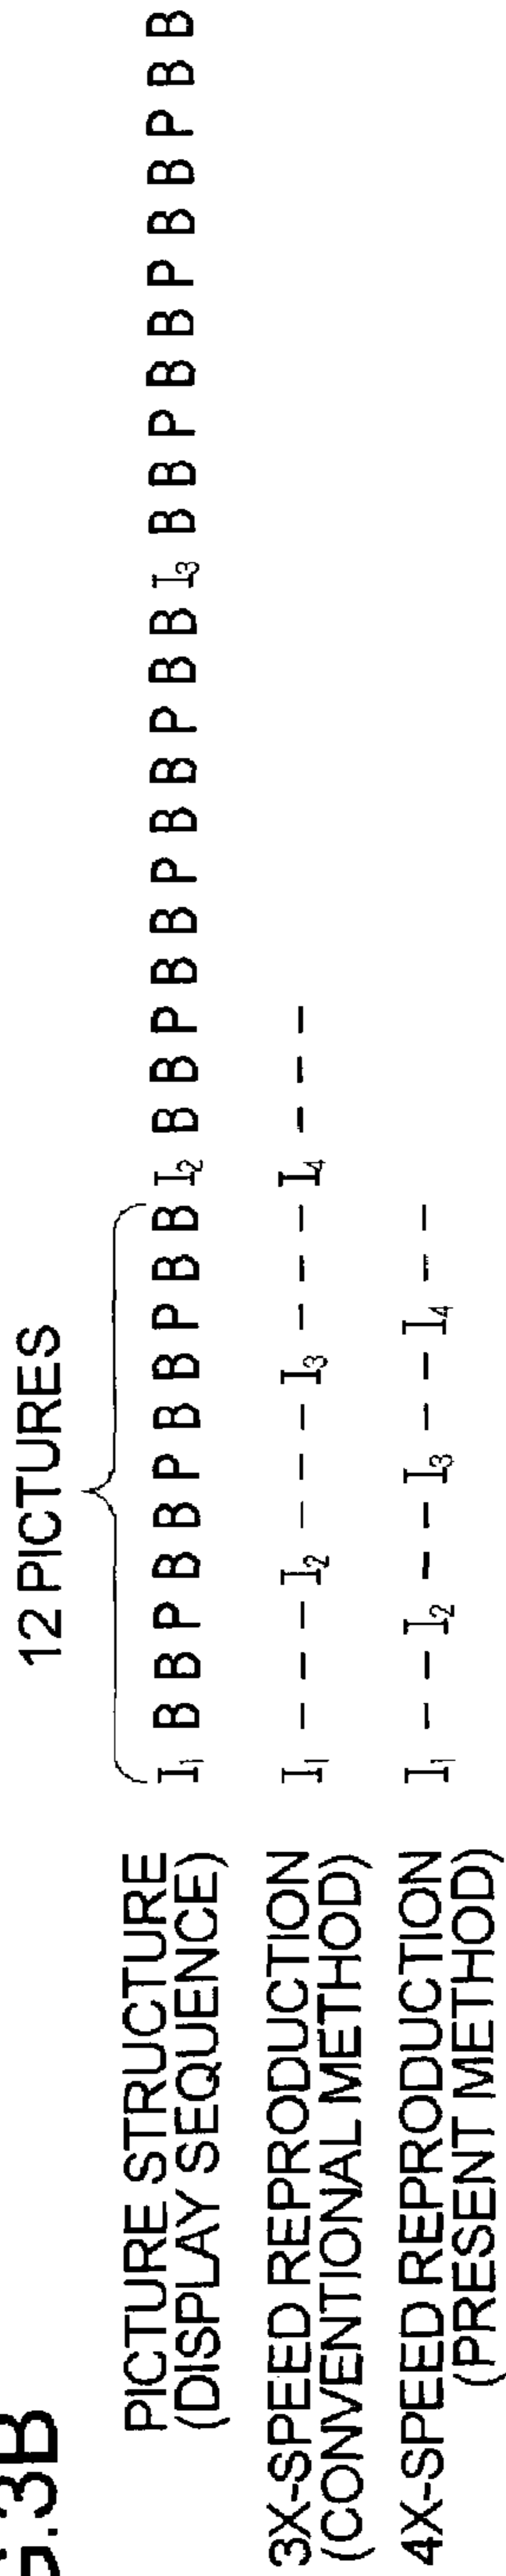 G.3B
12 PICTURES
PICTURE STRUCTURE
(DISPLAY SEQUENCE)
I₁ B B P B B P B B P B B I₂ B B P B B P B B P B B I₃ B B P B B P B B P B B
3X-SPEED REPRODUCTION
(CONVENTIONAL METHOD)
I₁ – – – I₂ – – – I₃ – – – I₄ – – –
4X-SPEED REPRODUCTION
(PRESENT METHOD)
I₁ – – I₂ – – I₃ – – I₄ – –